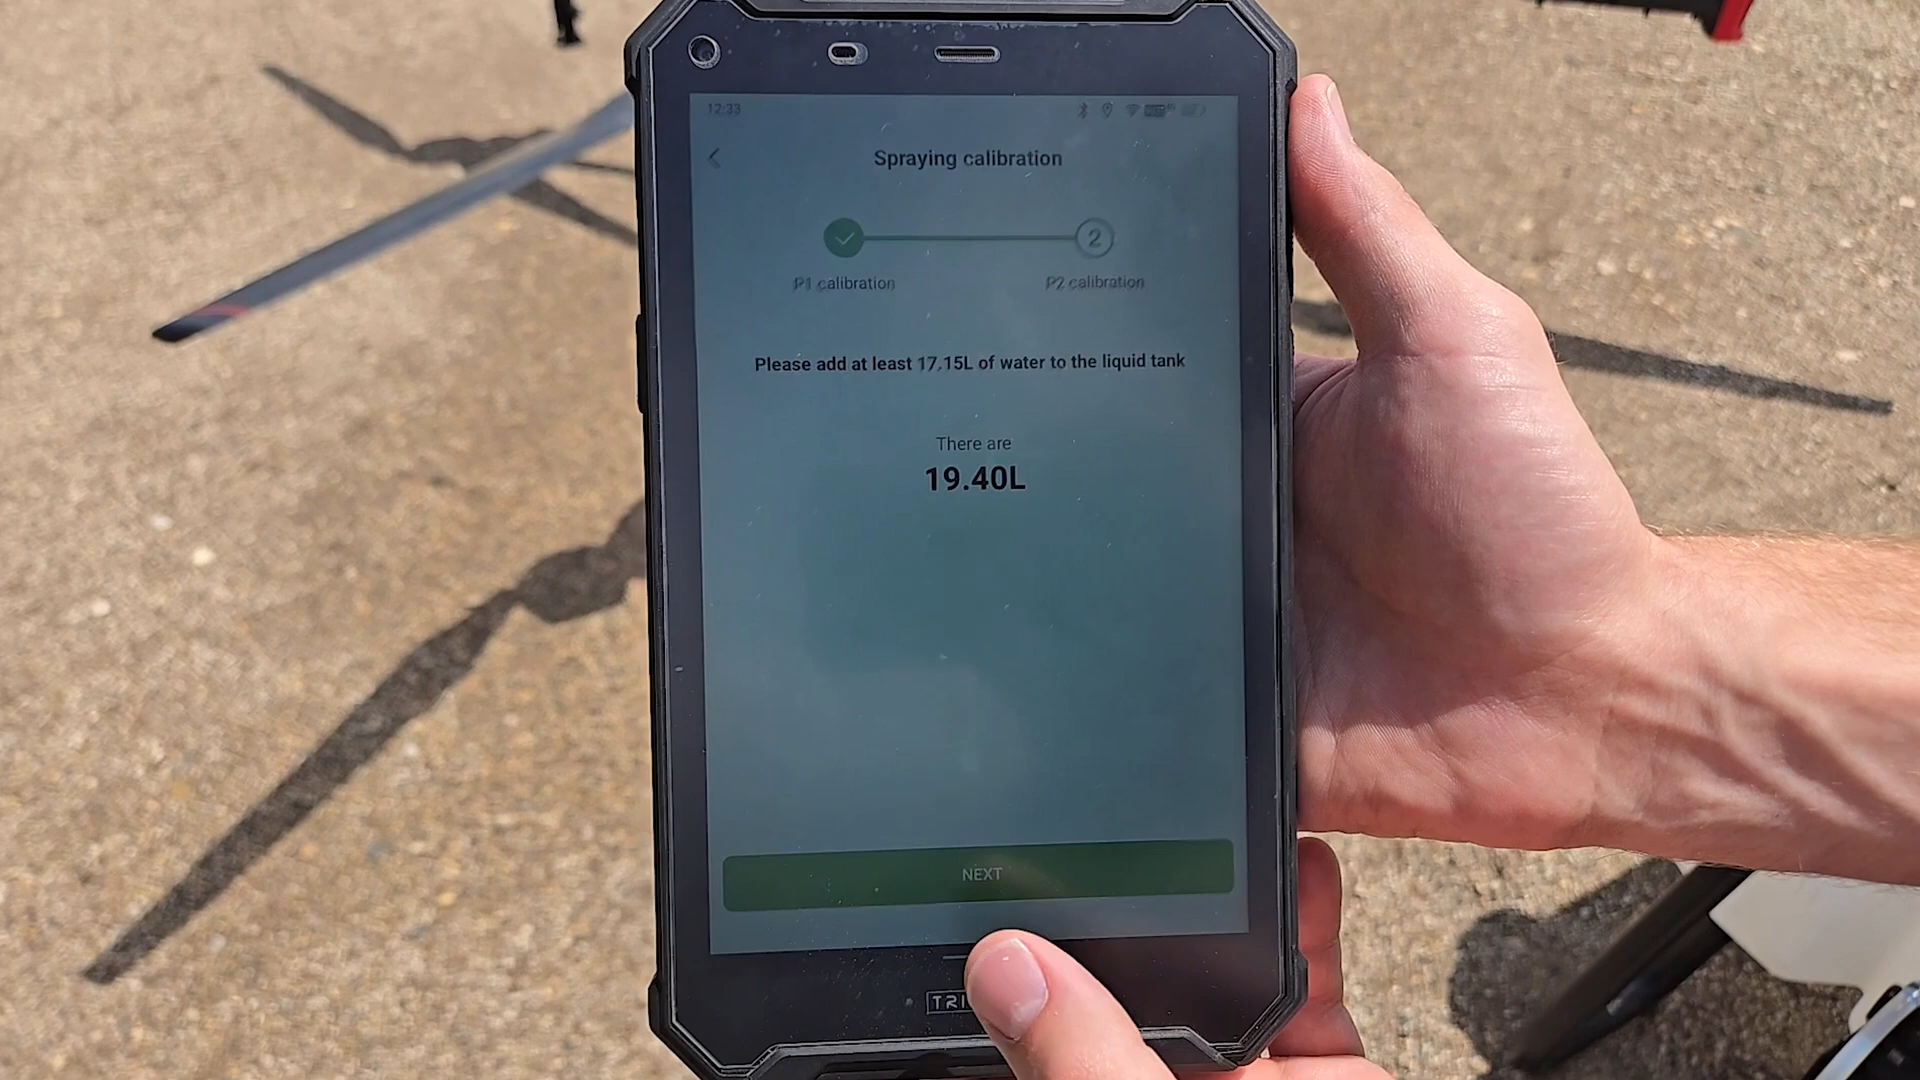 12:33
Spraying calibration
2
P1 calibration
P2 calibration
Please add at least 17.15L of water to the liquid tank
There are
19.40L
NEXT